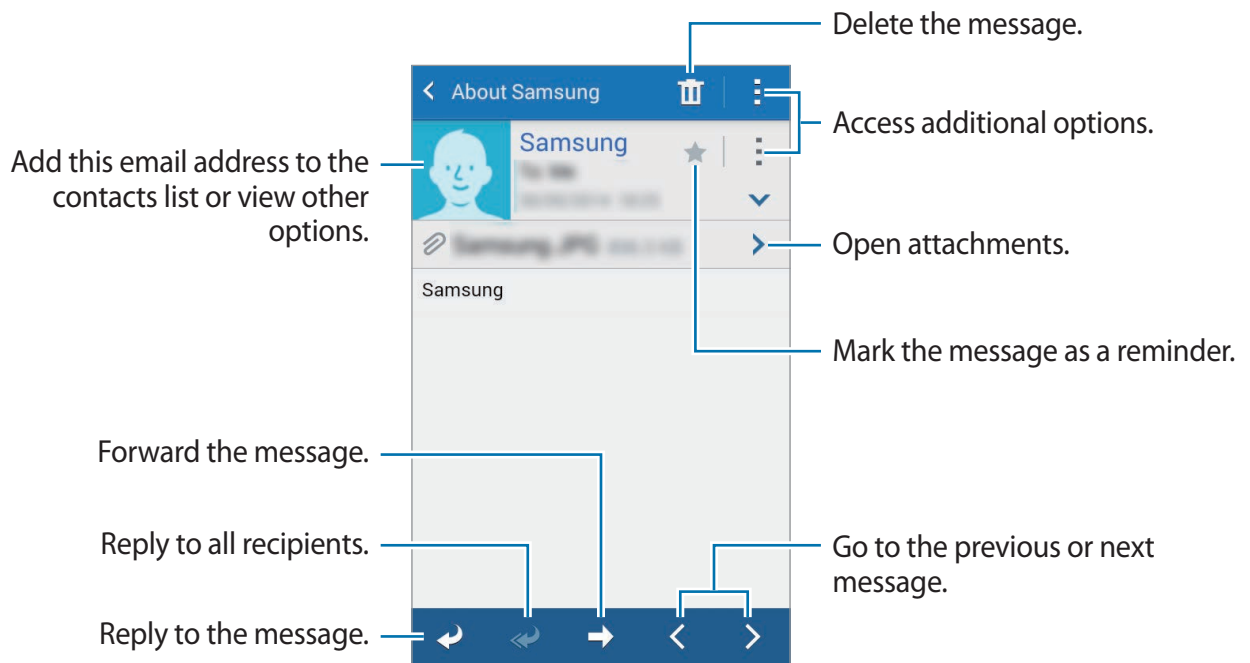 Delete the message.
About Samsung
Access additional options.
Samsung
Add this email address to the
contacts list or view other
options.
Open attachments.
Samsung
Mark the message as a reminder.
Forward the message.
Reply to all recipients.
Go to the previous or next
message.
Reply to the message.